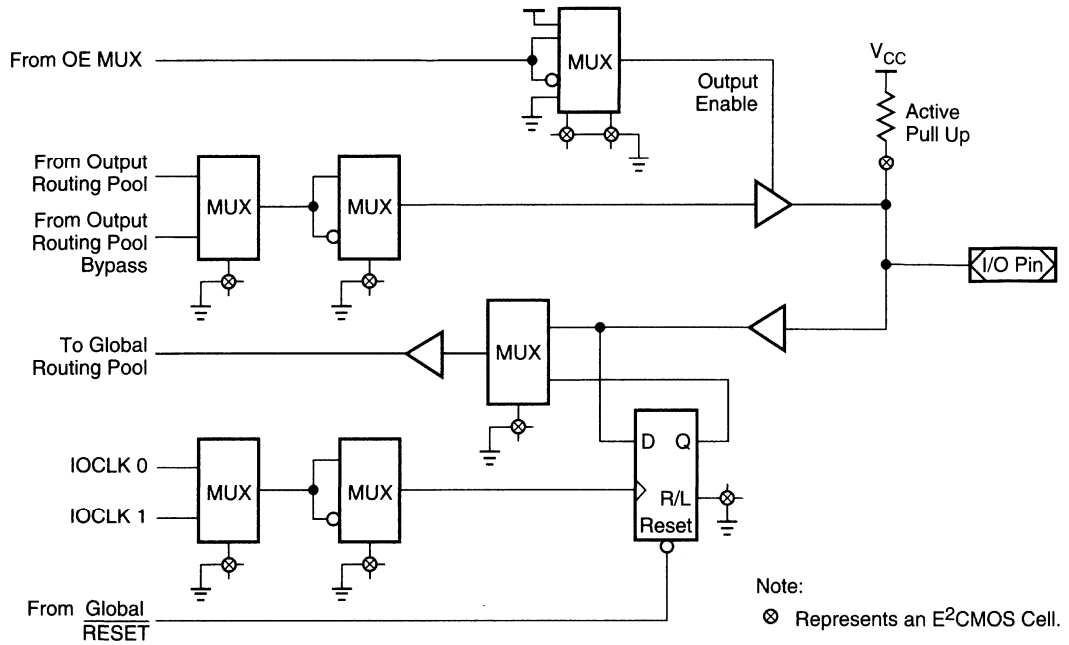 From OE MUX
MUX
Output
Enable
VCC
Active
Pull Up
From Output
Routing Pool
From Output
Routing Pool
Bypass
MUX
MUX
I/O Pin
To Global
Routing Pool
MUX
IOCLK 0
IOCLK 1
MUX
MUX
D Q
R/L
Reset
From Global
RESET
Note:
⊗ Represents an E²CMOS Cell.